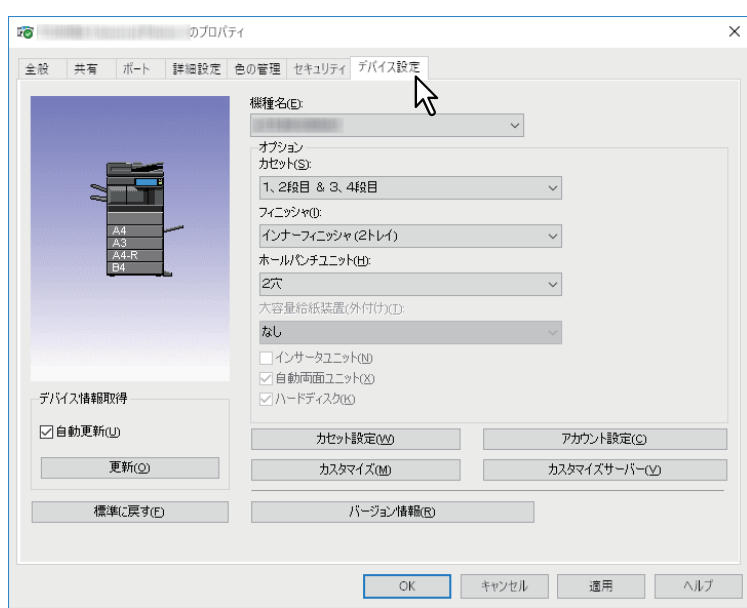 のプロパティ
全般 共有 ポート 詳細設定 色の管理 セキュリティ デバイス設定
機種名(E):
オプション
カセット(S):
1、2段目 & 3、4段目
フィニッシャ(I):
インナーフィニッシャ(2トレイ)
ホールパンチユニット(H):
2穴
大容量給紙装置(外付け)(T):
なし
インサータユニット(N)
自動両面ユニット(X)
ハードディスク(K)
A4
A3
A4-R
B4
デバイス情報取得
自動更新(U)
更新(O)
標準に戻す(F)
カセット設定(W) アカウント設定(C)
カスタマイズ(M) カスタマイズサーバー(V)
バージョン情報(R)
OK キャンセル 適用 ヘルプ